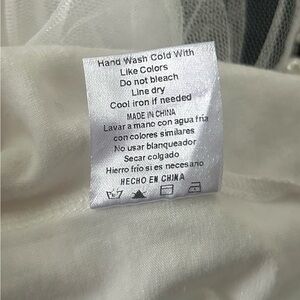 Hand Wash Cold With
Like Colors
Do not bleach
Line dry
Cool iron if needed
MADE IN CHINA
Lavar a mano con agua fria
con colores similares
No usar blanqueador
Secar colgado
Hierro frío si es necesario
HECHO EN CHINA